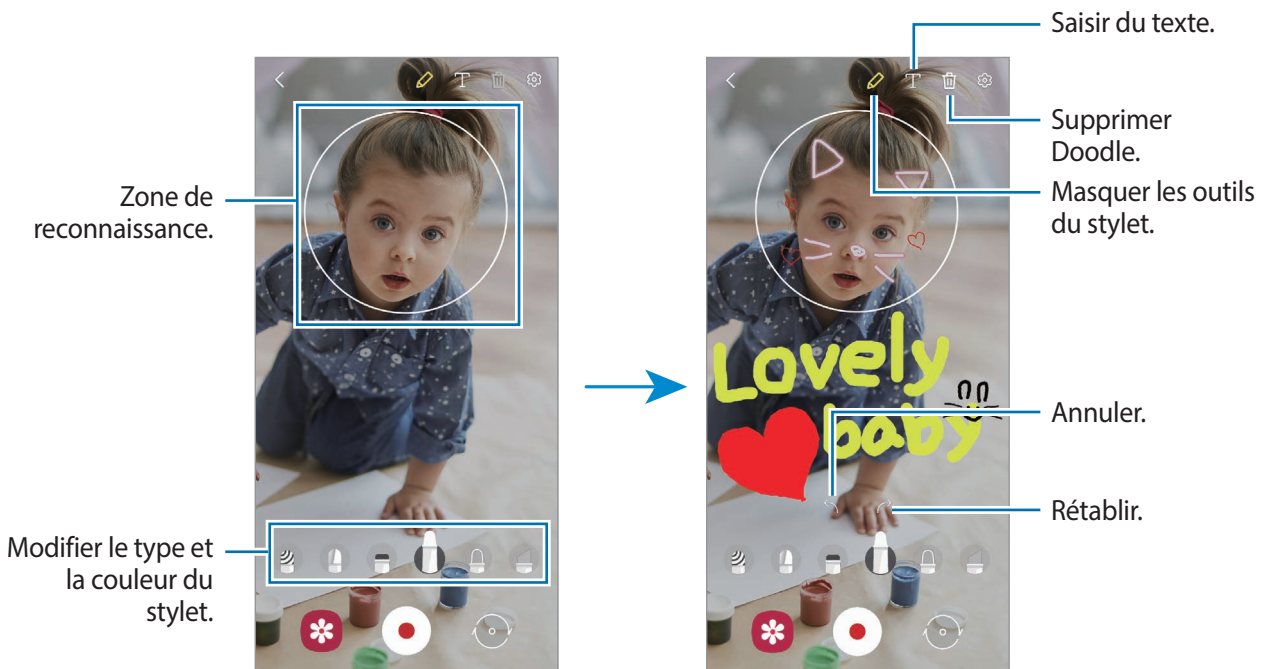 Saisir du texte.
Supprimer
Doodle.
Masquer les outils
du stylet.
Zone de
reconnaissance.
Lovely
baby
Annuler.
Rétablir.
Modifier le type et
la couleur du
stylet.